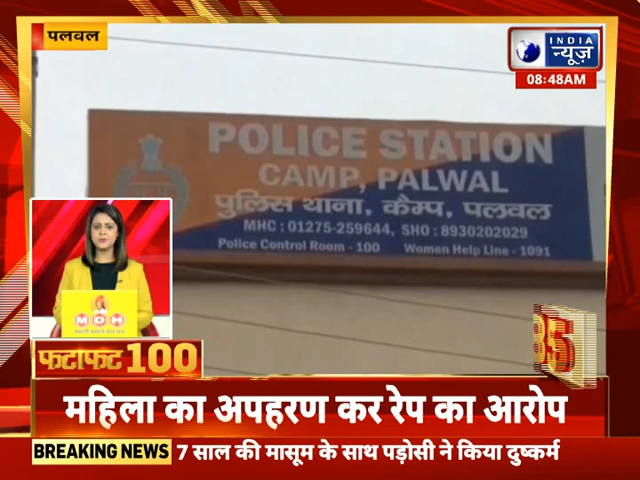 पलवल
INDIA
न्यूज़
08:48AM
POLICE STATION
CAMP, PALWAL
पुलिस थाना, कैम्प, पलवल
MHC : 01275-259644, SHO : 8930202029
Police Control Room - 100 Women Help Line - 1091
MDH
फटाफट 100
35
महिला का अपहरण कर रेप का आरोप
BREAKING NEWS 7 साल की मासूम के साथ पड़ोसी ने किया दुष्कर्म